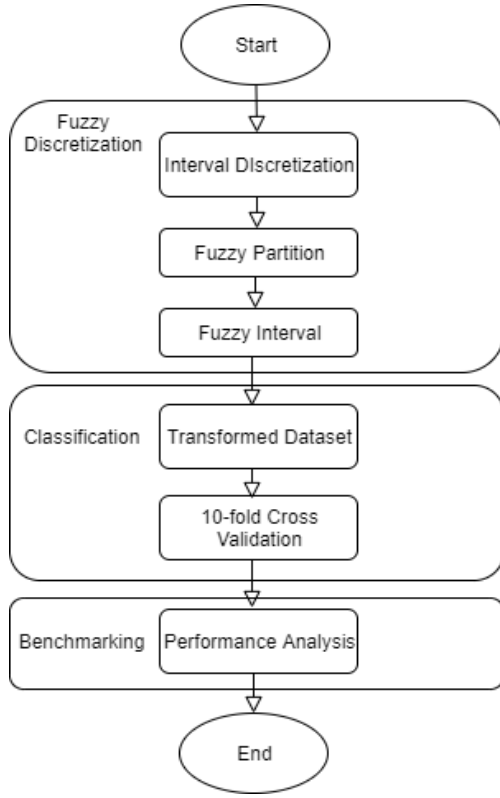 Start
Fuzzy
Discretization
Interval DIscretization
Fuzzy Partition
Fuzzy Interval
Classification
Transformed Dataset
10-fold Cross
Validation
Benchmarking
Performance Analysis
End